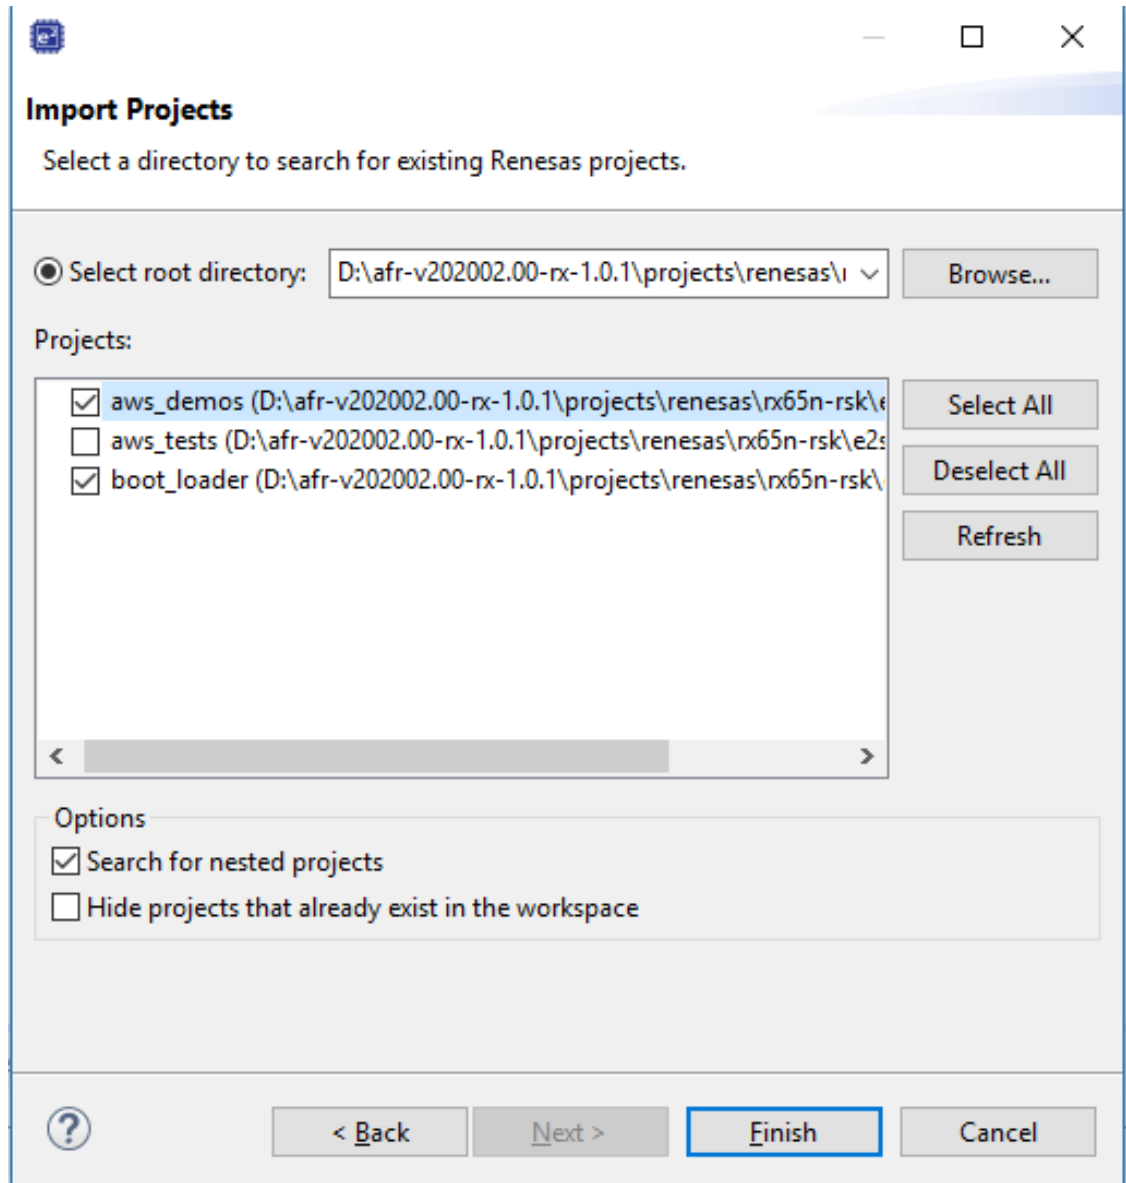 e²
Import Projects
Select a directory to search for existing Renesas projects.
Select root directory: D:\afr-v202002.00-rx-1.0.1\projects\renesas\ Browse...
Projects:
aws_demos (D:\afr-v202002.00-rx-1.0.1\projects\renesas\rx65n-rsk\e Select All
aws_tests (D:\afr-v202002.00-rx-1.0.1\projects\renesas\rx65n-rsk\e2s Deselect All
boot_loader (D:\afr-v202002.00-rx-1.0.1\projects\renesas\rx65n-rsk\
Refresh
Options
Search for nested projects
Hide projects that already exist in the workspace
? < Back Next > Finish Cancel